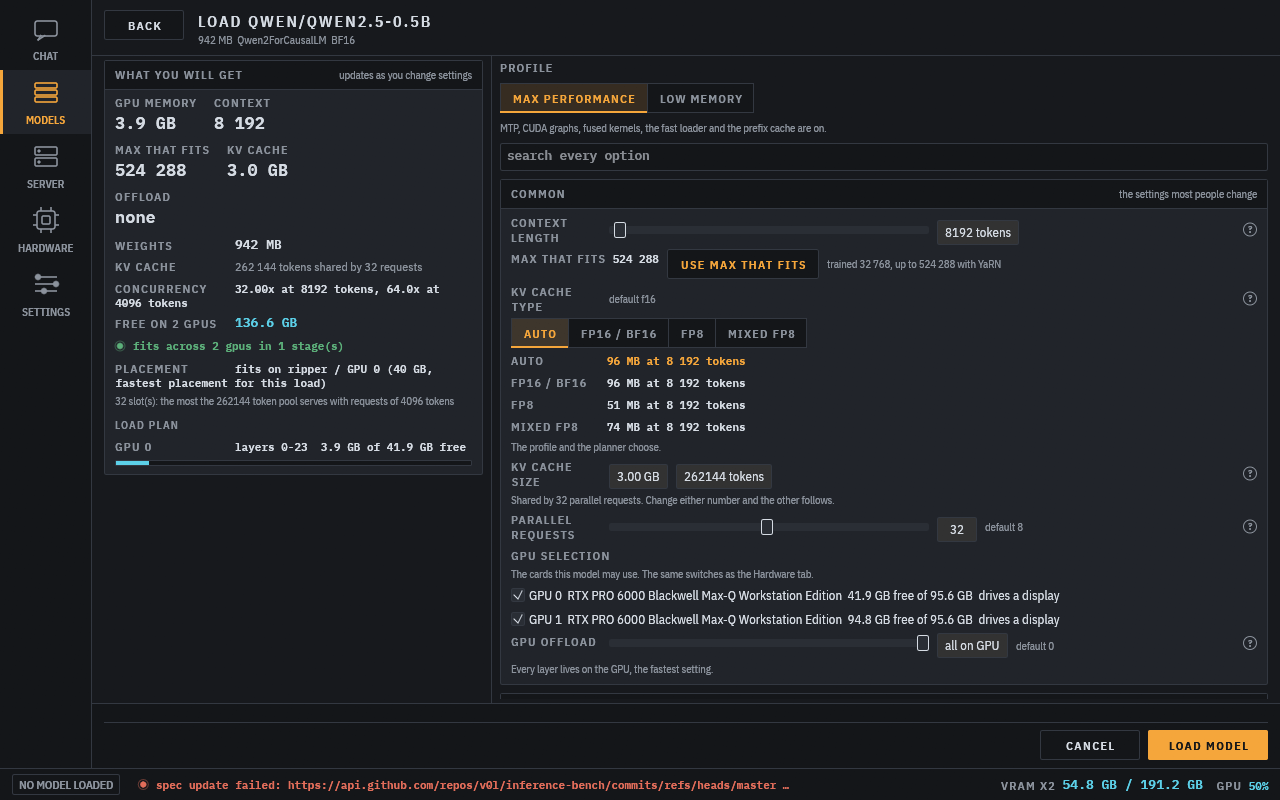 CHAT
MODELS
SERVER
HARDWARE
SETTINGS
BACK
LOAD QWEN/QWEN2.5-0.5B
942 MB Qwen2ForCausalLM BF16
WHAT YOU WILL GET updates as you change settings
GPU MEMORY CONTEXT
3.9 GB 8 192
MAX THAT FITS KV CACHE
524 288 3.0 GB
OFFLOAD
none
WEIGHTS 942 MB
KV CACHE 262 144 tokens shared by 32 requests
CONCURRENCY 32.00x at 8192 tokens, 64.0x at
4096 tokens
FREE ON 2 GPUS 136.6 GB
fits across 2 gpus in 1 stage(s)
PLACEMENT fits on ripper / GPU 0 (40 GB,
fastest placement for this load)
32 slot(s): the most the 262144 token pool serves with requests of 4096 tokens
LOAD PLAN
GPU 0 layers 0-23 3.9 GB of 41.9 GB free
PROFILE
MAX PERFORMANCE LOW MEMORY
MTP, CUDA graphs, fused kernels, the fast loader and the prefix cache are on.
search every option
COMMON the settings most people change
CONTEXT
LENGTH
8192 tokens
?
MAX THAT FITS 524 288 USE MAX THAT FITS trained 32 768, up to 524 288 with YaRN
KV CACHE
TYPE
default f16
?
AUTO FP16 / BF16 FP8 MIXED FP8
AUTO 96 MB at 8 192 tokens
FP16 / BF16 96 MB at 8 192 tokens
FP8 51 MB at 8 192 tokens
MIXED FP8 74 MB at 8 192 tokens
The profile and the planner choose.
KV CACHE
SIZE
3.00 GB 262144 tokens
?
Shared by 32 parallel requests. Change either number and the other follows.
PARALLEL
REQUESTS
32 default 8
?
GPU SELECTION
The cards this model may use. The same switches as the Hardware tab.
GPU 0 RTX PRO 6000 Blackwell Max-Q Workstation Edition 41.9 GB free of 95.6 GB drives a display
GPU 1 RTX PRO 6000 Blackwell Max-Q Workstation Edition 94.8 GB free of 95.6 GB drives a display
GPU OFFLOAD all on GPU default 0 ?
Every layer lives on the GPU, the fastest setting.
CANCEL LOAD MODEL
NO MODEL LOADED spec update failed: https://api.github.com/repos/v0l/inference-bench/commits/refs/heads/master … VRAM X2 54.8 GB / 191.2 GB GPU 50%